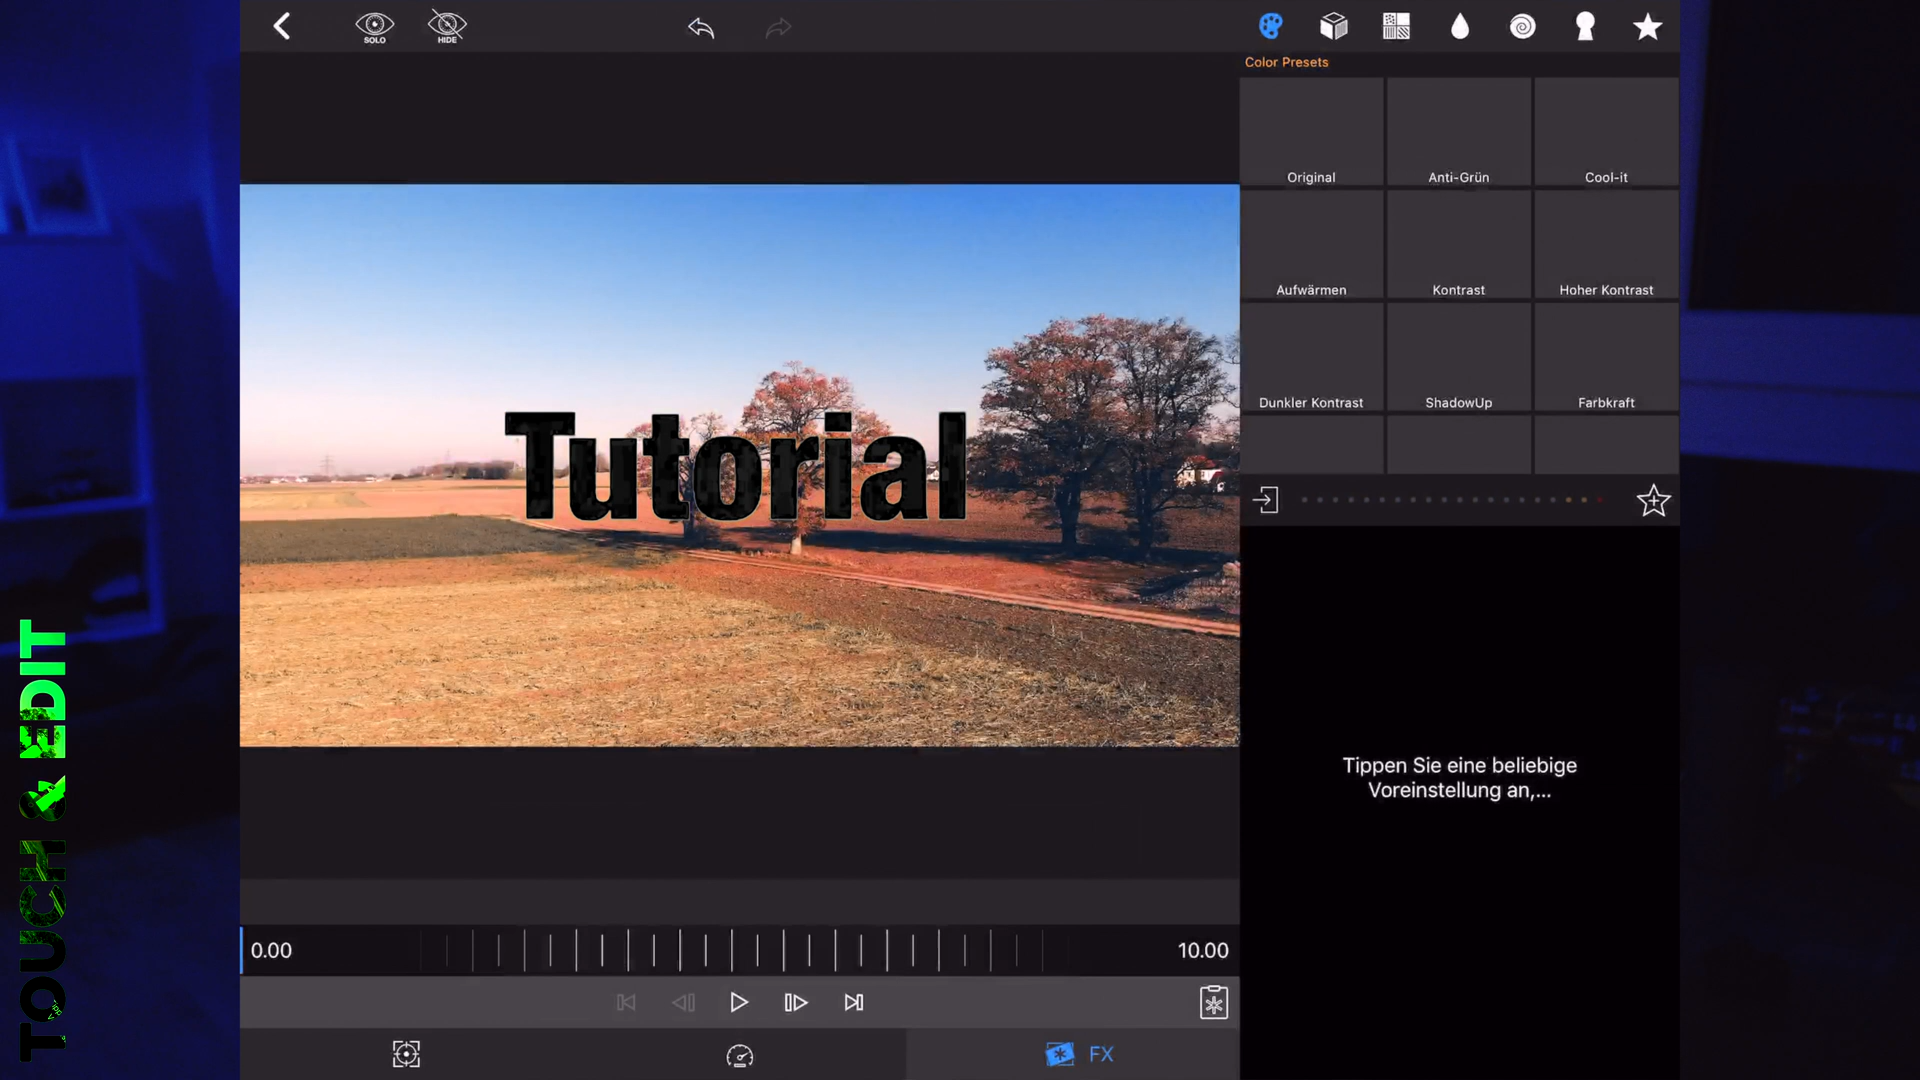 SOLO
HIDE
Color Presets
Original
Anti-Grün
Cool-it
Aufwärmen
Kontrast
Hoher Kontrast
Dunkler Kontrast
ShadowUp
Farbkraft
Tutorial
Tippen Sie eine beliebige
Voreinstellung an,...
TOUCH & EDIT
0.00
10.00
FX